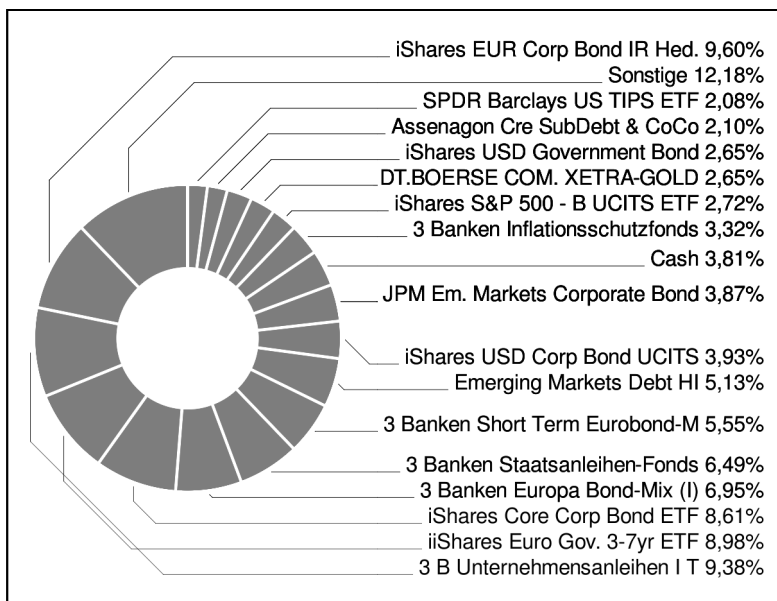 iShares EUR Corp Bond IR Hed. 9,60%
Sonstige 12,18%
SPDR Barclays US TIPS ETF 2,08%
Assenagon Cre SubDebt & CoCo 2,10%
iShares USD Government Bond 2,65%
DT.BOERSE COM. XETRA-GOLD 2,65%
iShares S&P 500 - B UCITS ETF 2,72%
3 Banken Inflationsschutzfonds 3,32%
Cash 3,81%
JPM Em. Markets Corporate Bond 3,87%
iShares USD Corp Bond UCITS 3,93%
Emerging Markets Debt HI 5,13%
3 Banken Short Term Eurobond-M 5,55%
3 Banken Staatsanleihen-Fonds 6,49%
3 Banken Europa Bond-Mix (I) 6,95%
iShares Core Corp Bond ETF 8,61%
iiShares Euro Gov. 3-7yr ETF 8,98%
3 B Unternehmensanleihen I T 9,38%